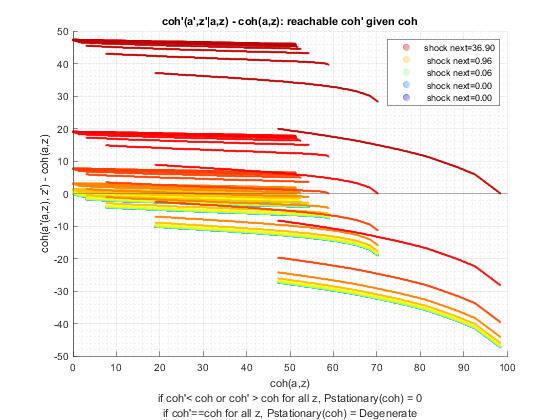 coh'(a',z'|a,z) - coh(a,z): reachable coh' given coh
50
40
30
20
10
0
-10
-20
-30
-40
-50
coh'(a'(a,z), z') - coh(a,z)
shock next=36.90
shock next=0.96
shock next=0.06
shock next=0.00
shock next=0.00
0 10 20 30 40 50 60 70 80 90 100
coh(a,z)
if coh'< coh or coh' > coh for all z, Pstationary(coh) = 0
if coh'==coh for all z, Pstationary(coh) = Degenerate